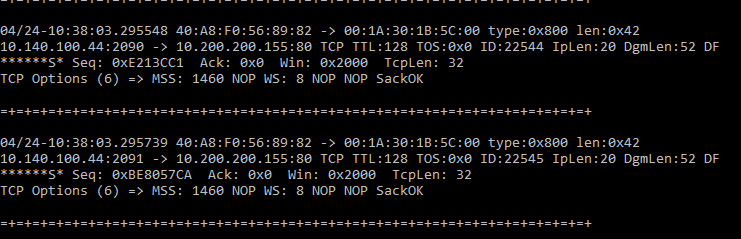 =+=+=+=+=+=+=+=+=+=+=+=+=+=+=+=+=+=+=+=+=+=+=+=+=+=+=+=+=+=+=+=+=+=+=+=+=+
04/24-10:38:03.295548 40:A8:F0:56:89:82 -> 00:1A:30:1B:5C:00 type:0x800 len:0x42
10.140.100.44:2090 -> 10.200.200.155:80 TCP TTL:128 TOS:0x0 ID:22544 IpLen:20 DgmLen:52 DF
******S* Seq: 0xE213CC1  Ack: 0x0  Win: 0x2000  TcpLen: 32
TCP Options (6) => MSS: 1460 NOP WS: 8 NOP NOP SackOK
=+=+=+=+=+=+=+=+=+=+=+=+=+=+=+=+=+=+=+=+=+=+=+=+=+=+=+=+=+=+=+=+=+=+=+=+=+
04/24-10:38:03.295739 40:A8:F0:56:89:82 -> 00:1A:30:1B:5C:00 type:0x800 len:0x42
10.140.100.44:2091 -> 10.200.200.155:80 TCP TTL:128 TOS:0x0 ID:22545 IpLen:20 DgmLen:52 DF
******S* Seq: 0xBE8057CA  Ack: 0x0  Win: 0x2000  TcpLen: 32
TCP Options (6) => MSS: 1460 NOP WS: 8 NOP NOP SackOK
=+=+=+=+=+=+=+=+=+=+=+=+=+=+=+=+=+=+=+=+=+=+=+=+=+=+=+=+=+=+=+=+=+=+=+=+=+